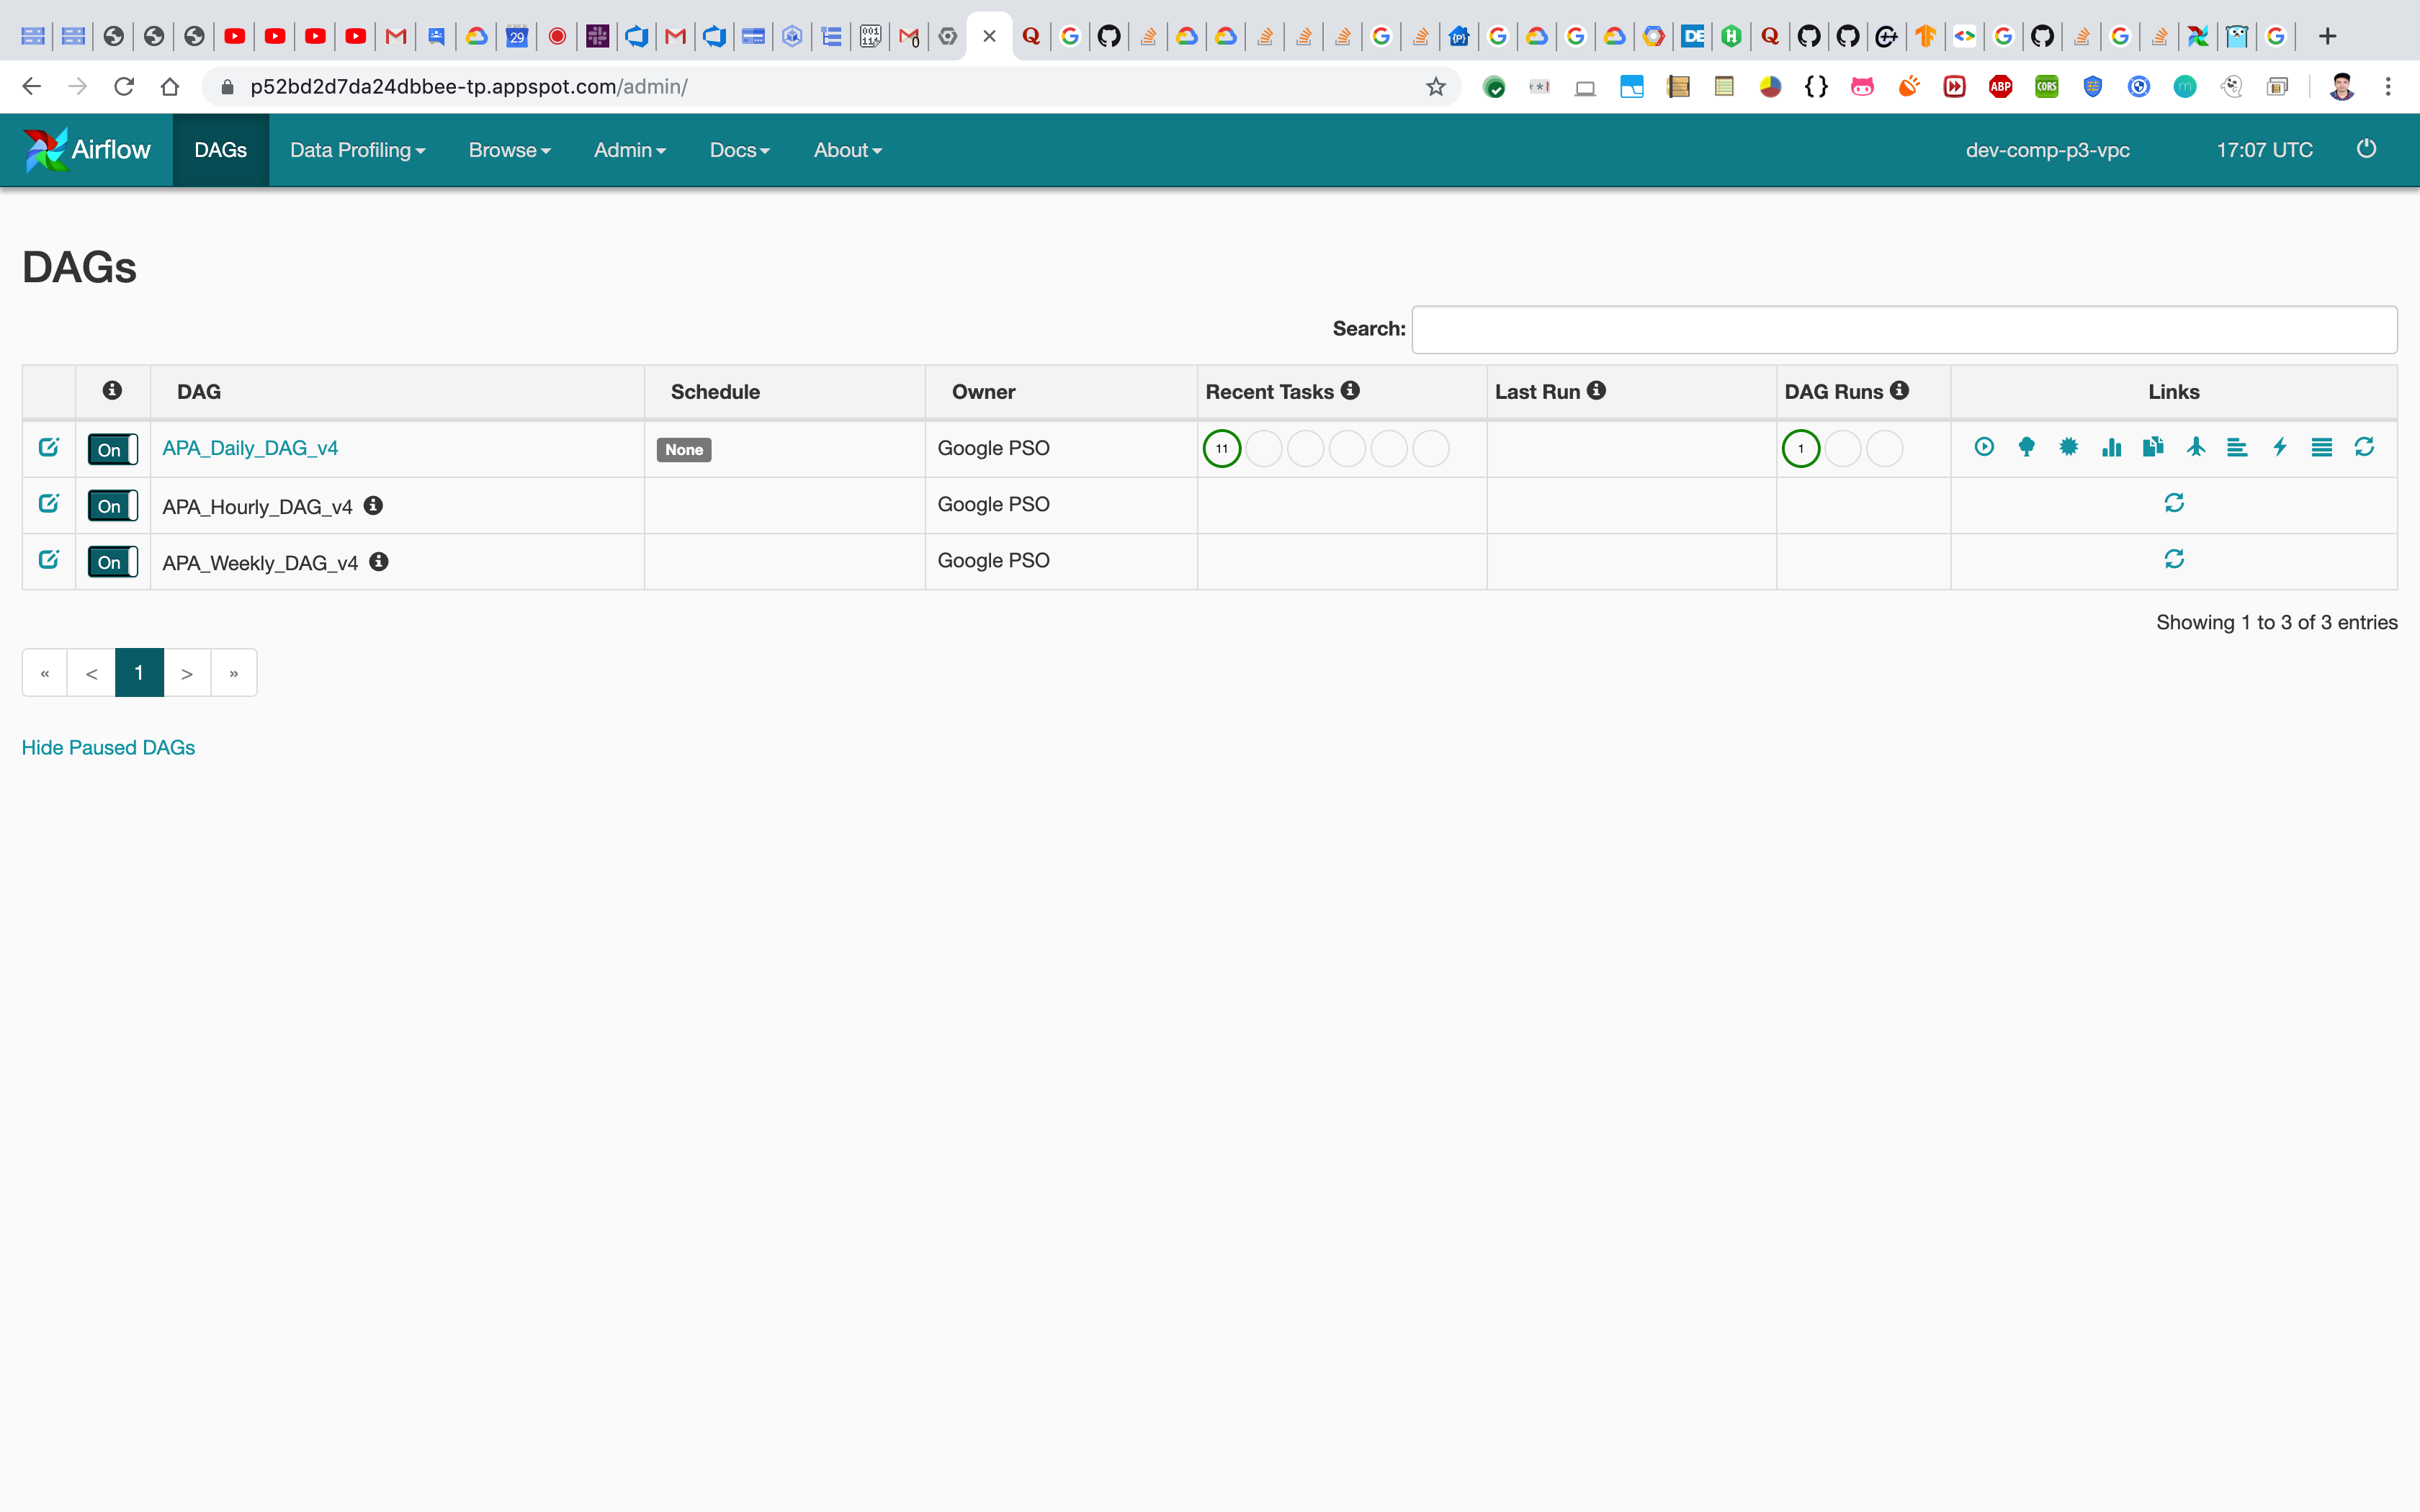 29
p52bd2d7da24dbbee-tp.appspot.com/admin/
ABP
CORS
Airflow DAGs Data Profiling Browse Admin Docs About dev-comp-p3-vpc 17:07 UTC
DAGs
Search:
DAG Schedule Owner Recent Tasks Last Run DAG Runs Links
On APA_Daily_DAG_v4 None Google PSO 11 1
On APA_Hourly_DAG_v4 Google PSO
On APA_Weekly_DAG_v4 Google PSO
Showing 1 to 3 of 3 entries
« < 1 > »
Hide Paused DAGs